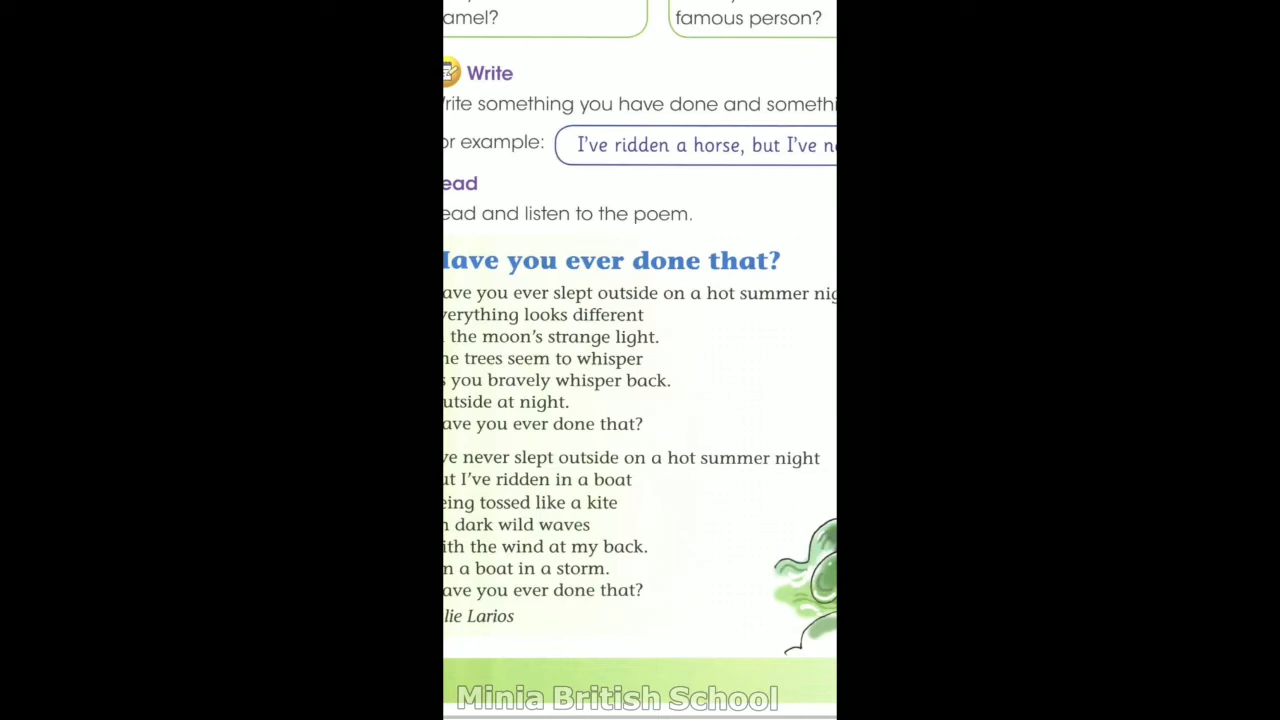 amel?
famous person?
Write
rite something you have done and somethi
or example:
I've ridden a horse, but I've n
ead
ead and listen to the poem.
Have you ever done that?
ave you ever slept outside on a hot summer nig
verything looks different
the moon's strange light.
he trees seem to whisper
s you bravely whisper back.
utside at night.
ave you ever done that?
ve never slept outside on a hot summer night
ut I've ridden in a boat
eing tossed like a kite
n dark wild waves
ith the wind at my back.
n a boat in a storm.
ave you ever done that?
lie Larios
Minia British School